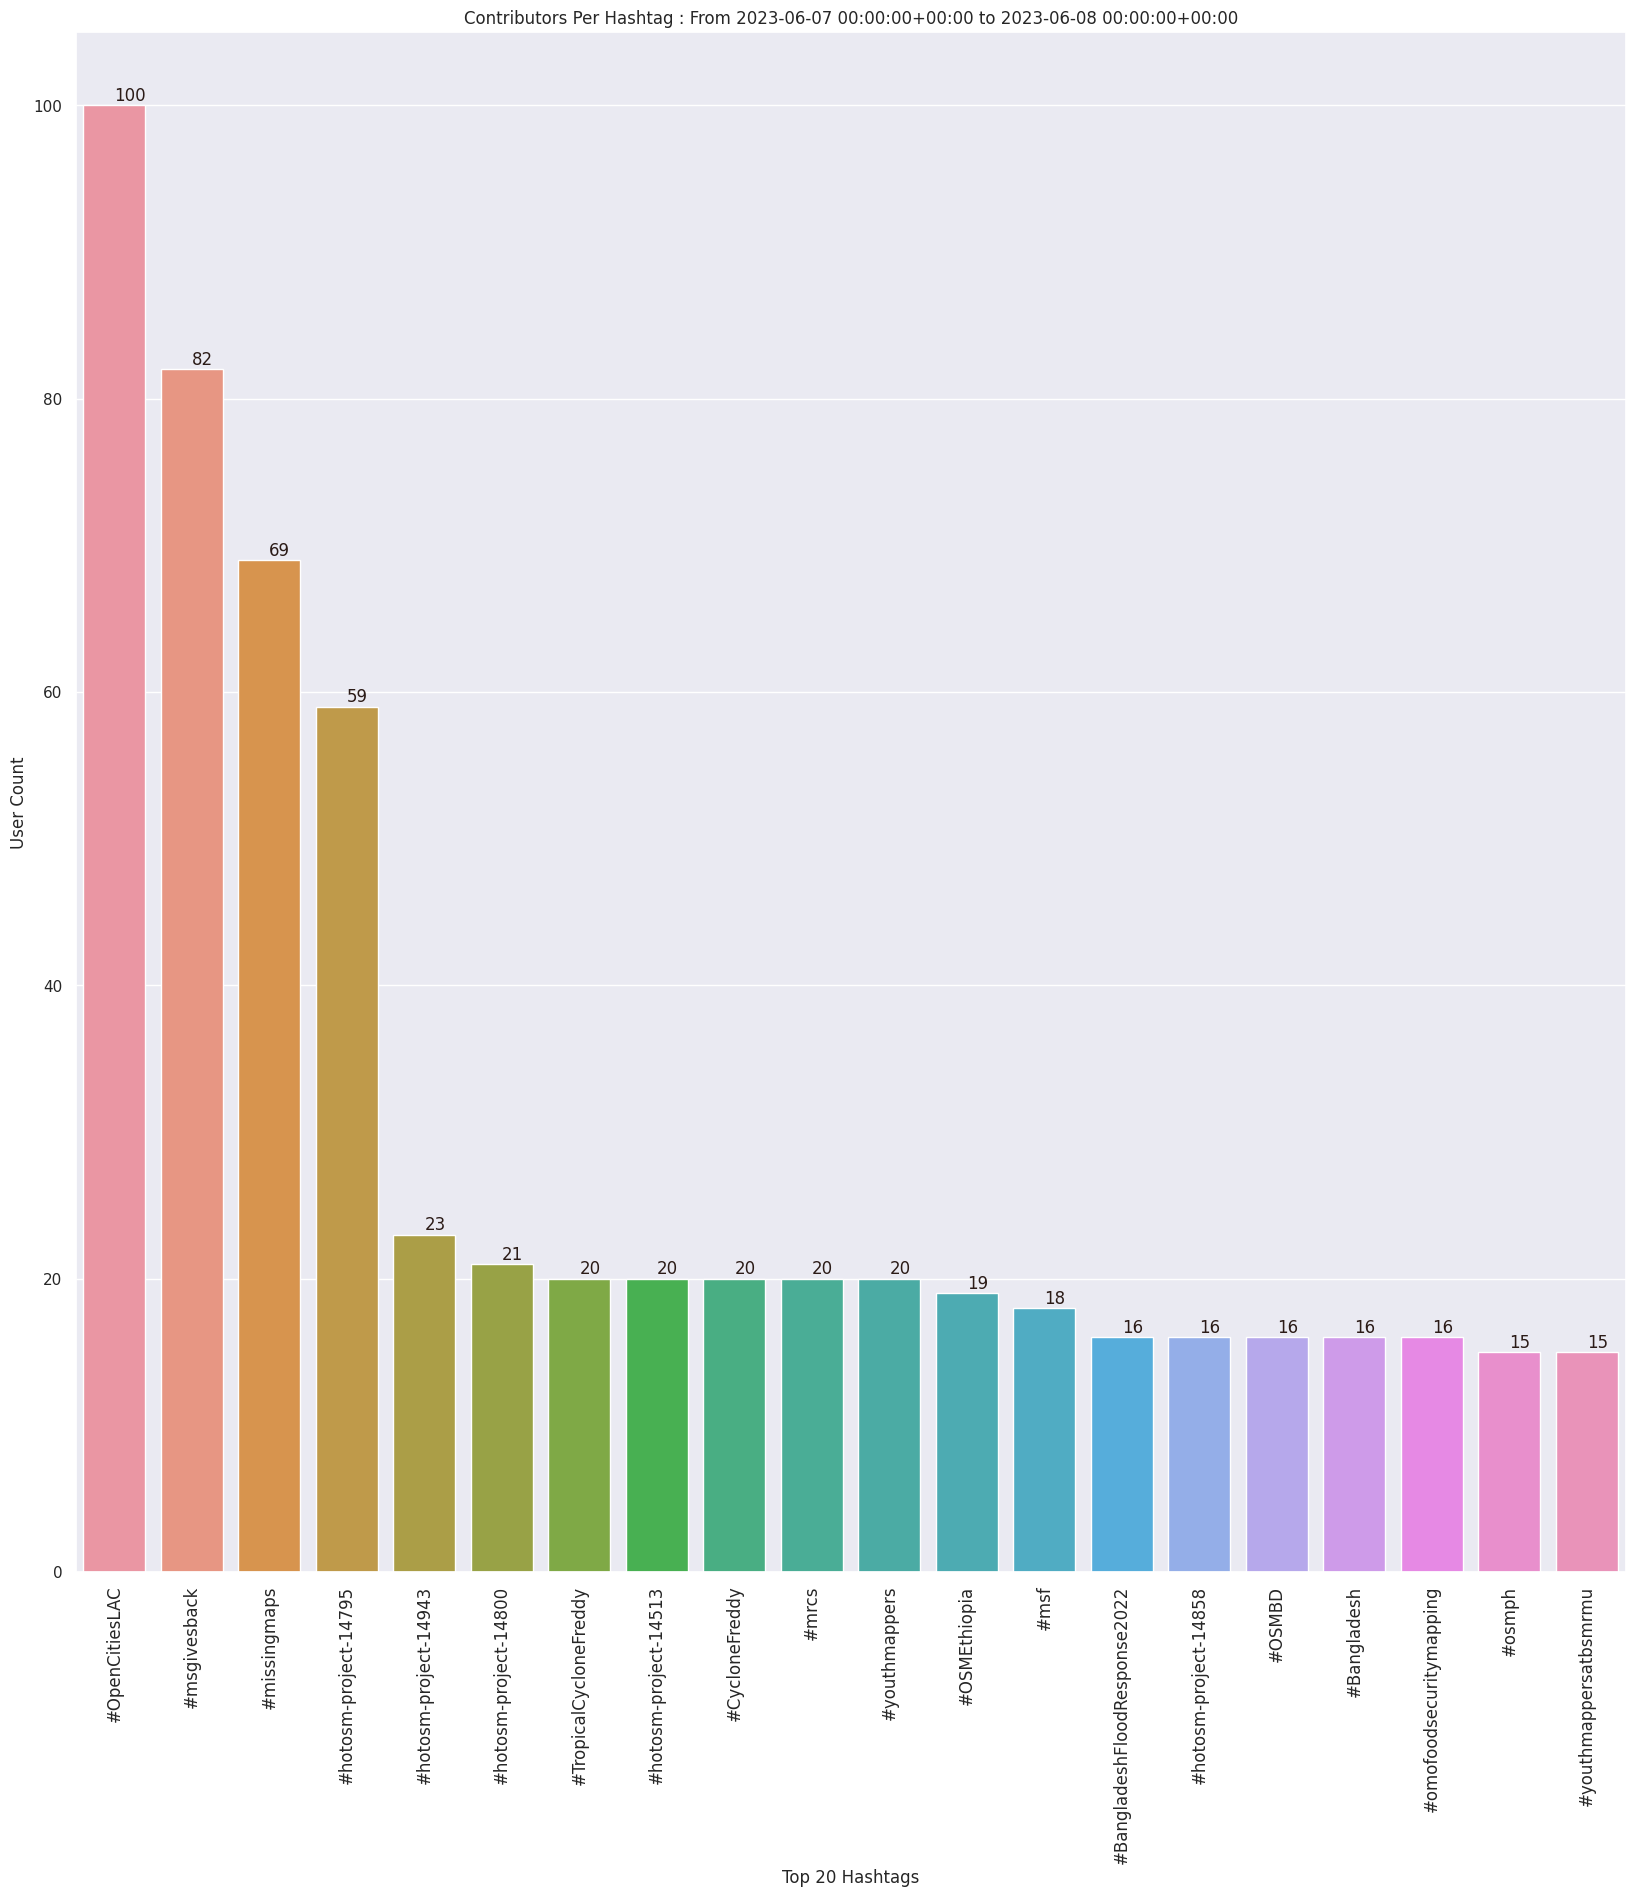 Contributors Per Hashtag : From 2023-06-07 00:00:00+00:00 to 2023-06-08 00:00:00+00:00
User Count
100
80
60
40
20
0
100
82
69
59
23
21
20
20
20
20
20
19
18
16
16
16
16
16
15
15
#OpenCitiesLAC
#msgivesback
#missingmaps
#hotosm-project-14795
#hotosm-project-14943
#hotosm-project-14800
#TropicalCycloneFreddy
#hotosm-project-14513
#CycloneFreddy
#mrcs
#youthmappers
#OSMEthiopia
#msf
#BangladeshFloodResponse2022
#hotosm-project-14858
#OSMBD
#Bangladesh
#omofoodsecuritymapping
#osmph
#youthmappersatbsmrmu
Top 20 Hashtags